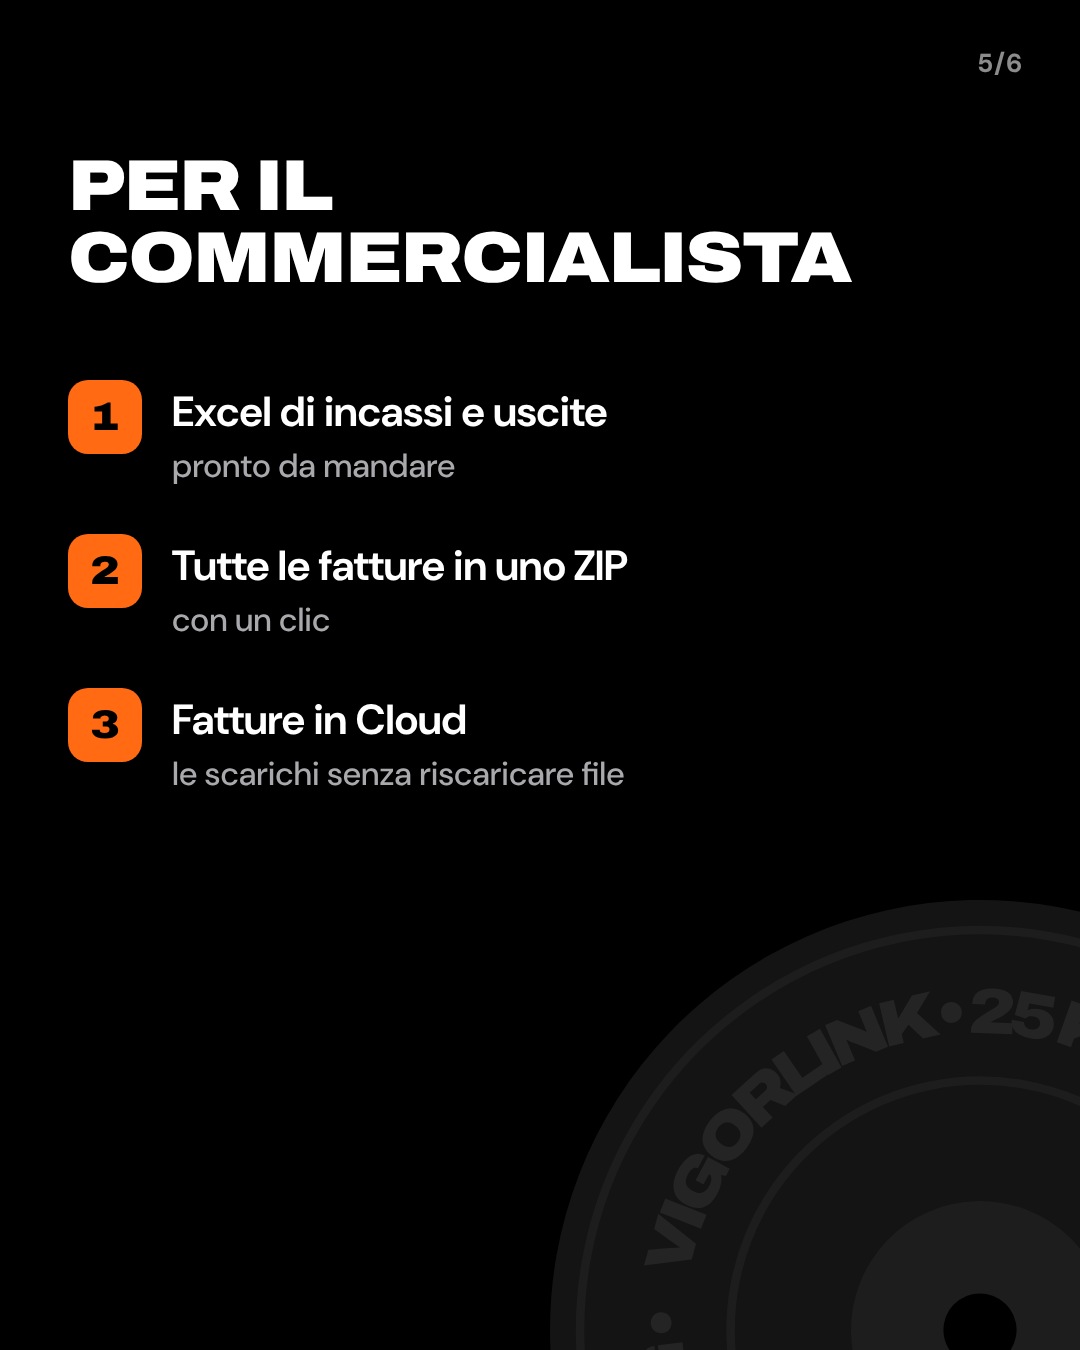 5/6
PER IL
COMMERCIALISTA
1
Excel di incassi e uscite
pronto da mandare
2
Tutte le fatture in uno ZIP
con un clic
3
Fatture in Cloud
le scarichi senza riscaricare file
VIGORLINK • 25